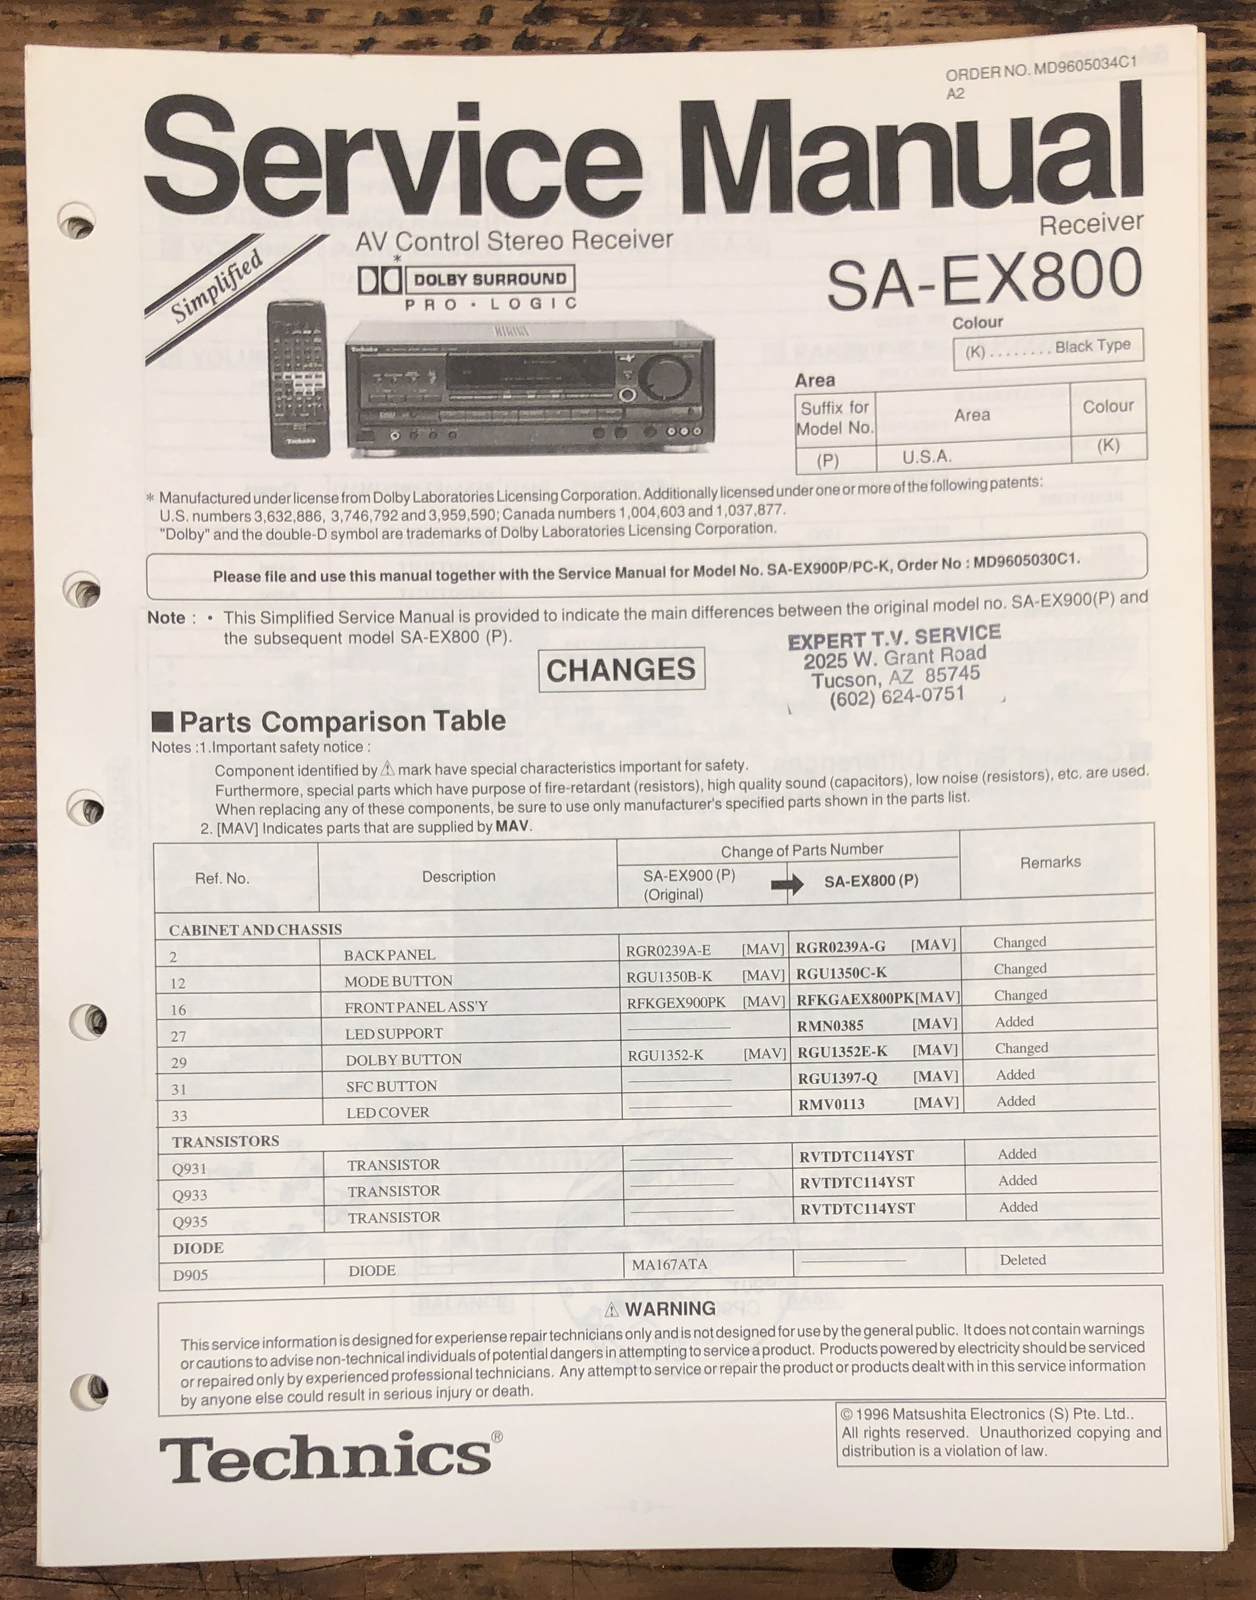 ORDER NO. MD9605034C1
A2
Service Manual
Receiver
Simplified
AV Control Stereo Receiver
*
DOLBY SURROUND
PRO · LOGIC
SA-EX800
Colour
(K) ........ Black Type
Area
Suffix for Model No. Area Colour
(P) U.S.A. (K)
Technics
Technics
* Manufactured under license from Dolby Laboratories Licensing Corporation. Additionally licensed under one or more of the following patents:
U.S. numbers 3,632,886, 3,746,792 and 3,959,590; Canada numbers 1,004,603 and 1,037,877.
"Dolby" and the double-D symbol are trademarks of Dolby Laboratories Licensing Corporation.
Please file and use this manual together with the Service Manual for Model No. SA-EX900P/PC-K, Order No : MD9605030C1.
Note : • This Simplified Service Manual is provided to indicate the main differences between the original model no. SA-EX900(P) and
the subsequent model SA-EX800 (P).
EXPERT T.V. SERVICE
2025 W. Grant Road
Tucson, AZ 85745
(602) 624-0751
CHANGES
■ Parts Comparison Table
Notes :1.Important safety notice :
Component identified by ⚠ mark have special characteristics important for safety.
Furthermore, special parts which have purpose of fire-retardant (resistors), high quality sound (capacitors), low noise (resistors), etc. are used.
When replacing any of these components, be sure to use only manufacturer's specified parts shown in the parts list.
2. [MAV] Indicates parts that are supplied by MAV.
Ref. No. Description Change of Parts Number Remarks
SA-EX900 (P) (Original) ➡ SA-EX800 (P)
CABINET AND CHASSIS
2 BACK PANEL RGR0239A-E [MAV] RGR0239A-G [MAV] Changed
12 MODE BUTTON RGU1350B-K [MAV] RGU1350C-K Changed
16 FRONT PANEL ASS'Y RFKGEX900PK [MAV] RFKGAEX800PK[MAV] Changed
27 LED SUPPORT RMN0385 [MAV] Added
29 DOLBY BUTTON RGU1352-K [MAV] RGU1352E-K [MAV] Changed
31 SFC BUTTON RGU1397-Q [MAV] Added
33 LED COVER RMV0113 [MAV] Added
TRANSISTORS
Q931 TRANSISTOR RVTDTC114YST Added
Q933 TRANSISTOR RVTDTC114YST Added
Q935 TRANSISTOR RVTDTC114YST Added
DIODE
D905 DIODE MA167ATA Deleted
⚠ WARNING
This service information is designed for experiense repair technicians only and is not designed for use by the general public. It does not contain warnings
or cautions to advise non-technical individuals of potential dangers in attempting to service a product. Products powered by electricity should be serviced
or repaired only by experienced professional technicians. Any attempt to service or repair the product or products dealt with in this service information
by anyone else could result in serious injury or death.
Technics®
© 1996 Matsushita Electronics (S) Pte. Ltd..
All rights reserved. Unauthorized copying and
distribution is a violation of law.